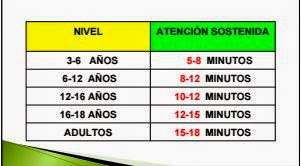 NIVEL ATENCIÓN SOSTENIDA
3-6 AÑOS 5-8 MINUTOS
6-12 AÑOS 8-12 MINUTOS
12-16 AÑOS 10-12 MINUTOS
16-18 AÑOS 12-15 MINUTOS
ADULTOS 15-18 MINUTOS